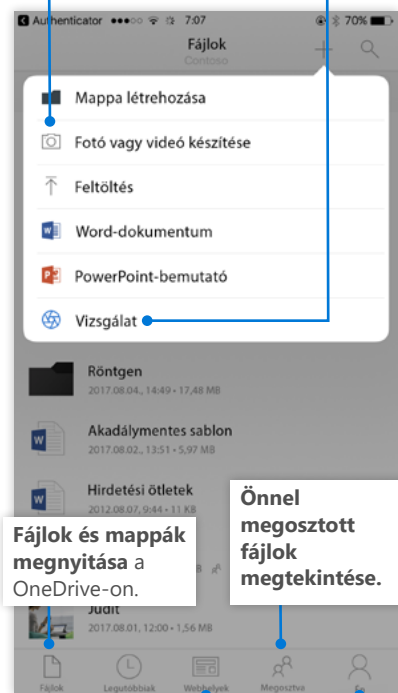 Authenticator 7:07 70%
Fájlok
Contoso
Mappa létrehozása
Fotó vagy videó készítése
Feltöltés
Word-dokumentum
PowerPoint-bemutató
Vizsgálat
Röntgen
2017.08.04., 14:49 • 17,48 MB
Akadálymentes sablon
2017.08.02., 13:51 • 5,97 MB
Hirdetési ötletek
2012.08.07, 9:44 • 11 KB
Önnel
megosztott
fájlok
megtekintése.
Fájlok és mappák
megnyitása a
OneDrive-on.
Judit
2017.08.01, 12:00 • 1,56 MB
Fájlok Legutóbbiak Webhelyek Megosztva